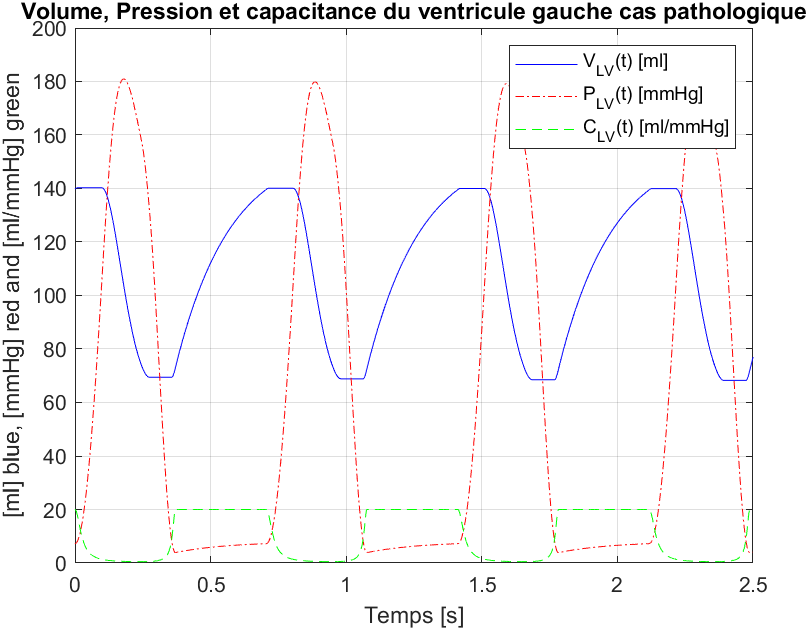 Volume, Pression et capacitance du ventricule gauche cas pathologique
[ml] blue, [mmHg] red and [ml/mmHg] green
200
180
160
140
120
100
80
60
40
20
0
V_LV(t) [ml]
P_LV(t) [mmHg]
C_LV(t) [ml/mmHg]
0
0.5
1
1.5
2
2.5
Temps [s]